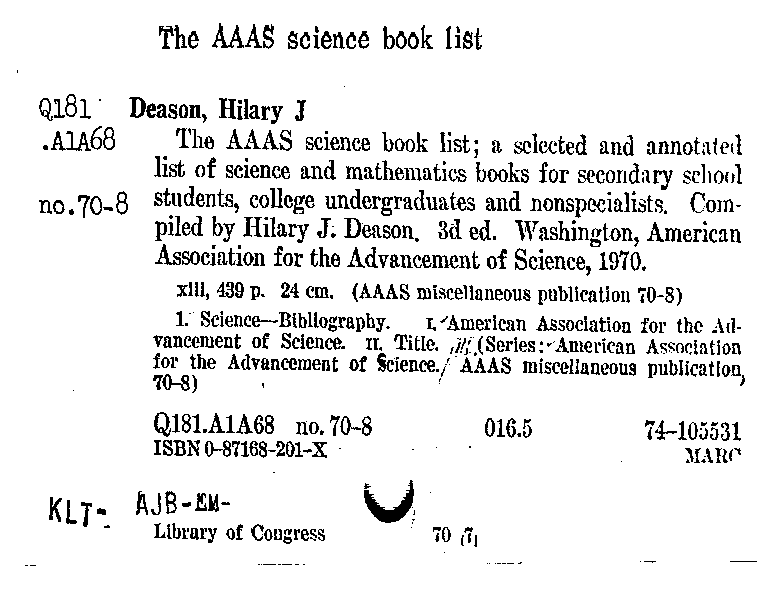 The AAAS science book list
Q181 Deason, Hilary J
.A1A68 The AAAS science book list; a selected and annotated
list of science and mathematics books for secondary school
no.70-8 students, college undergraduates and nonspecialists. Com-
piled by Hilary J. Deason. 3d ed. Washington, American
Association for the Advancement of Science, 1970.
xiii, 439 p. 24 cm. (AAAS miscellaneous publication 70-8)
1. Science—Bibliography. I. American Association for the Ad-
vancement of Science. II. Title. (Series: American Association
for the Advancement of Science. AAAS miscellaneous publication,
70-8)
Q181.A1A68 no. 70-8 016.5 74-105531
ISBN 0-87168-201-X MARC
KLT- AJB-EM-
Library of Congress 70